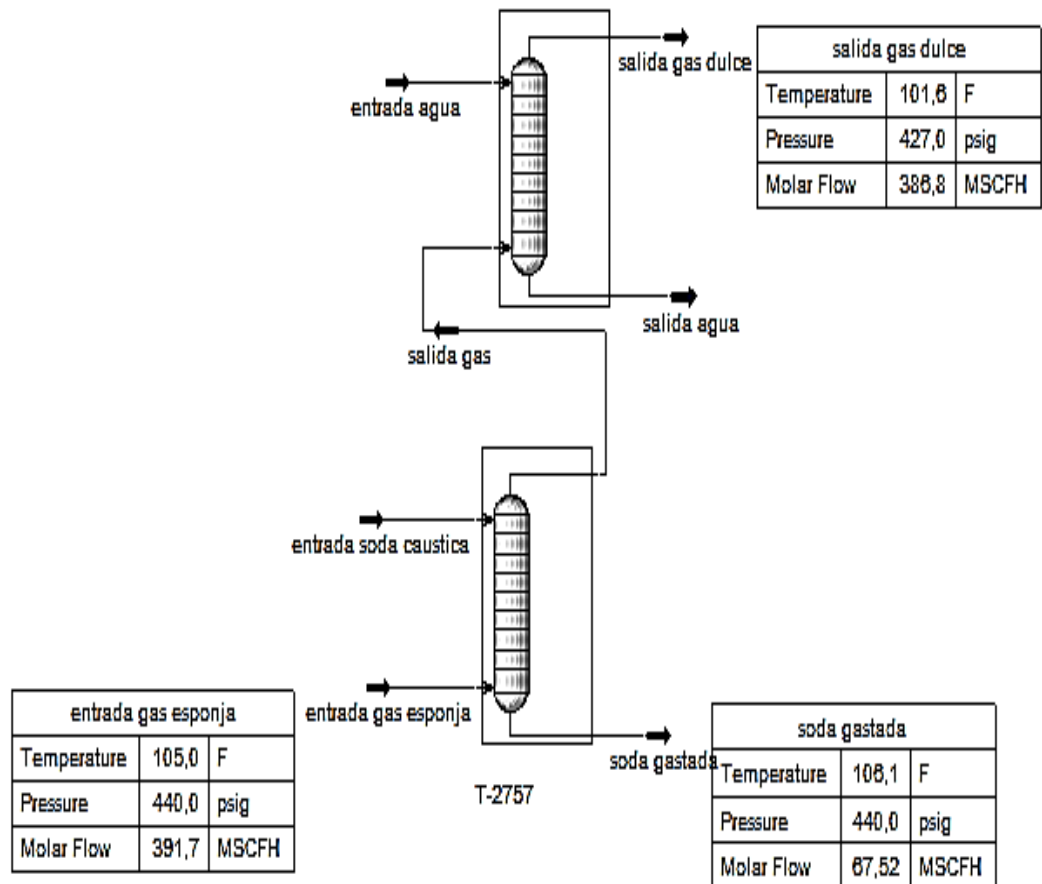 salida gas dulce
entrada agua
salida gas dulce
Temperature 101,6 F
Pressure 427,0 psig
Molar Flow 386,8 MSCFH
salida agua
salida gas
entrada soda caustica
entrada gas esponja
soda gastada
T-2757
entrada gas esponja
Temperature 105,0 F
Pressure 440,0 psig
Molar Flow 391,7 MSCFH
soda gastada
Temperature 106,1 F
Pressure 440,0 psig
Molar Flow 67,52 MSCFH